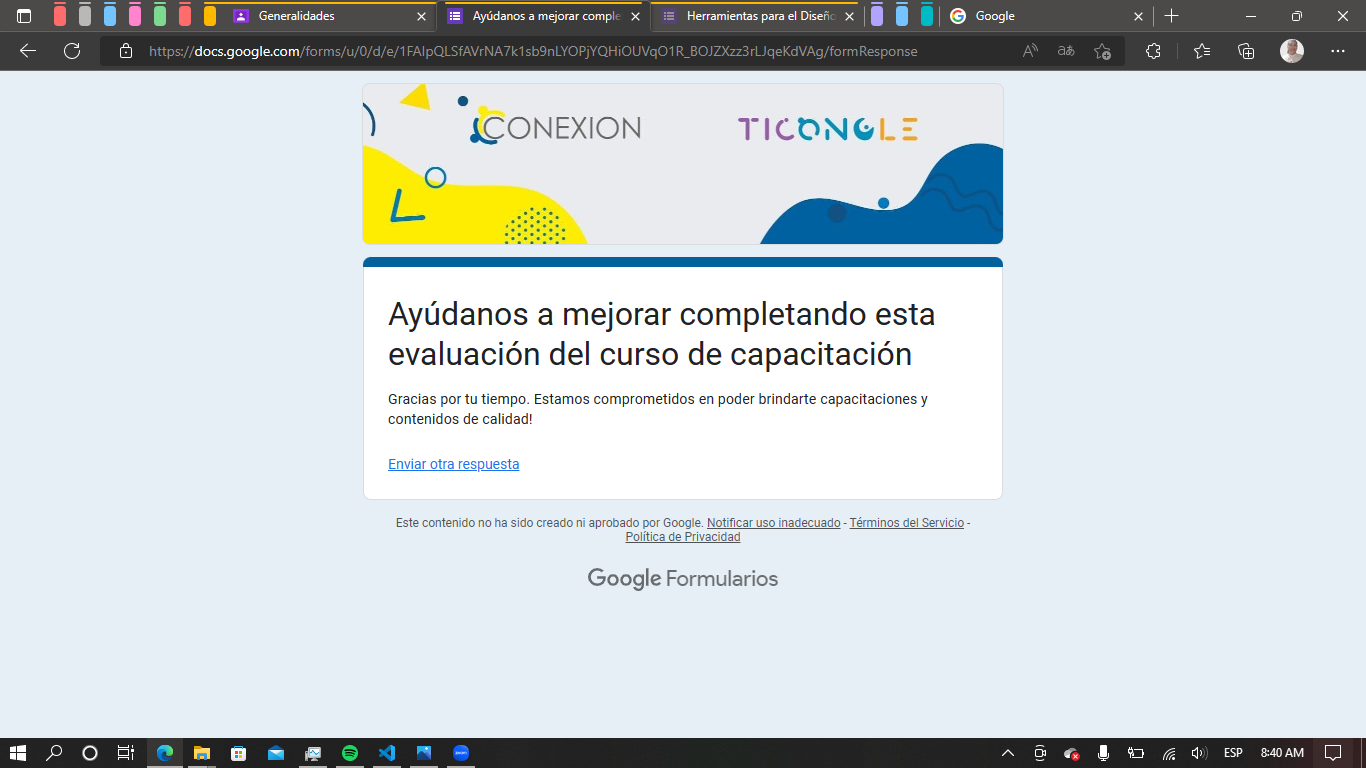 Generalidades
Ayúdanos a mejorar comple
Herramientas para el Diseño
Google
https://docs.google.com/forms/u/0/d/e/1FAIpQLSfAVrNA7k1sb9nLYOPjYQHiOUVqO1R_BOJZXzz3rLJqeKdVAg/formResponse
CONEXION
TICONGLE
Ayúdanos a mejorar completando esta
evaluación del curso de capacitación
Gracias por tu tiempo. Estamos comprometidos en poder brindarte capacitaciones y
contenidos de calidad!
Enviar otra respuesta
Este contenido no ha sido creado ni aprobado por Google. Notificar uso inadecuado - Términos del Servicio -
Política de Privacidad
Google Formularios
ESP
8:40 AM